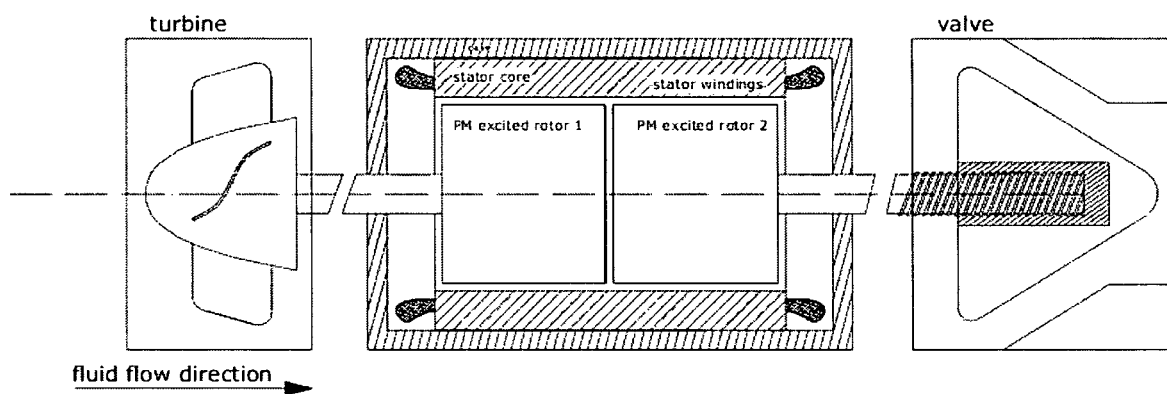 turbine
valve
stator core
stator windings
PM excited rotor 1
PM excited rotor 2
fluid flow direction